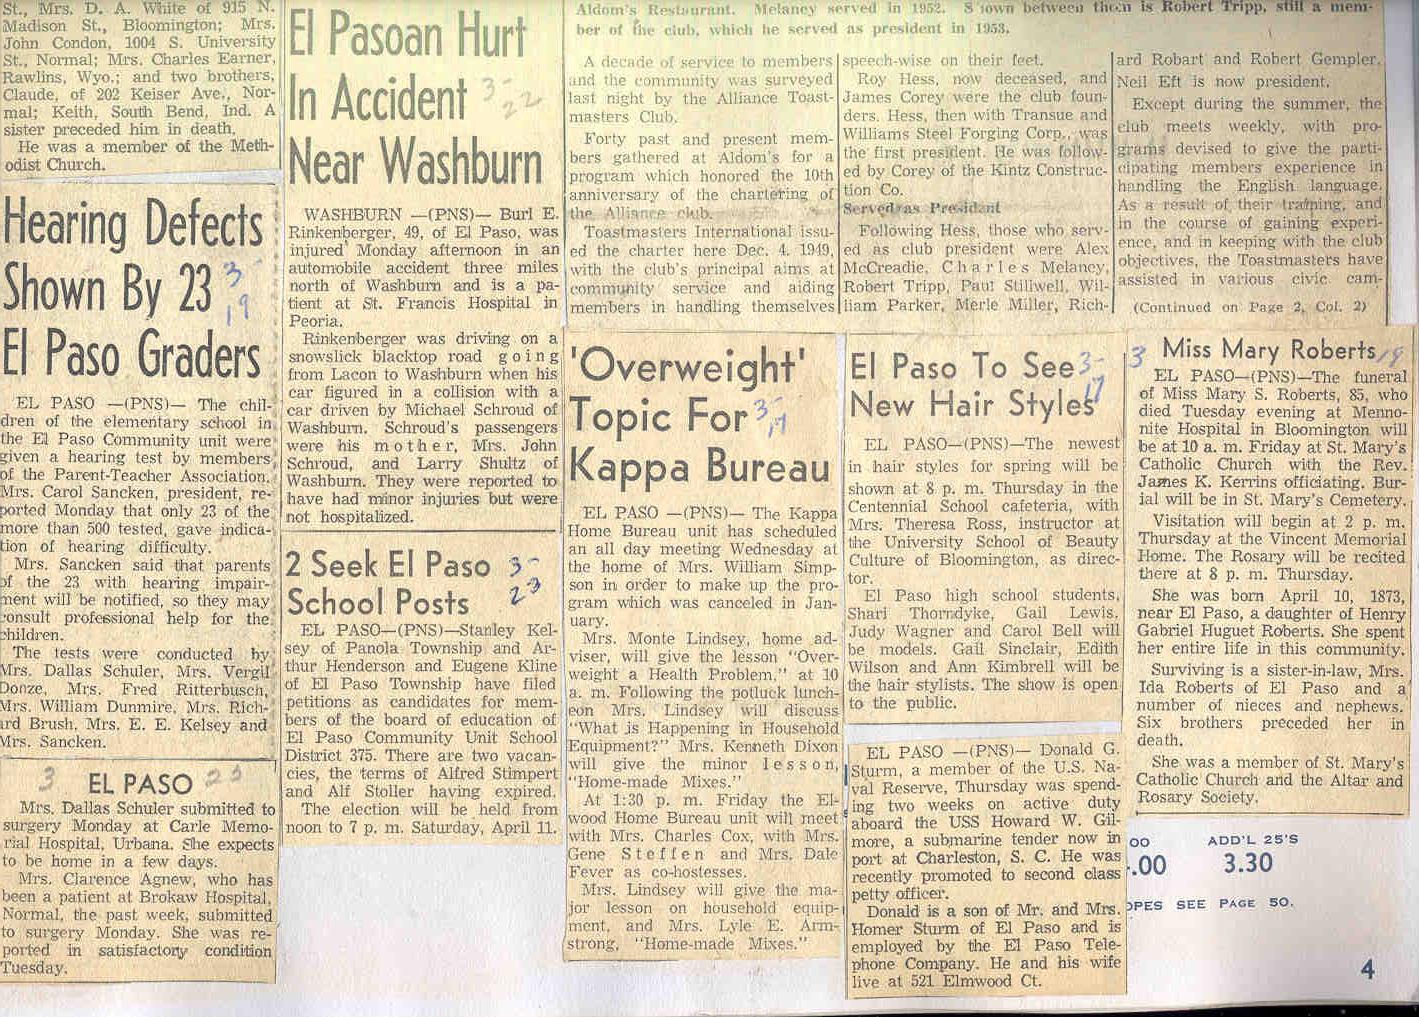 St., Mrs. D. A. White of 915 N.
Madison St., Bloomington; Mrs.
John Condon, 1004 S. University
St., Normal; Mrs. Charles Earner,
Rawlins, Wyo.; and two brothers,
Claude, of 202 Keiser Ave., Nor-
mal; Keith, South Bend, Ind. A
sister preceded him in death.
He was a member of the Meth-
odist Church.
Hearing Defects
Shown By 23
El Paso Graders
3-
19
EL PASO —(PNS)— The chil-
dren of the elementary school in
the El Paso Community unit were
given a hearing test by members
of the Parent-Teacher Association.
Mrs. Carol Sancken, president, re-
ported Monday that only 23 of the
more than 500 tested, gave indica-
tion of hearing difficulty.
Mrs. Sancken said that parents
of the 23 with hearing impair-
ment will be notified, so they may
consult professional help for the
children.
The tests were conducted by
Mrs. Dallas Schuler, Mrs. Vergil
Donze, Mrs. Fred Ritterbusch,
Mrs. William Dunmire, Mrs. Rich-
ard Brush, Mrs. E. E. Kelsey and
Mrs. Sancken.
3 EL PASO 25
Mrs. Dallas Schuler submitted to
surgery Monday at Carle Memo-
rial Hospital, Urbana. She expects
to be home in a few days.
Mrs. Clarence Agnew, who has
been a patient at Brokaw Hospital,
Normal, the past week, submitted
to surgery Monday. She was re-
ported in satisfactory condition
Tuesday.
El Pasoan Hurt
In Accident
Near Washburn
3-
22
WASHBURN —(PNS)— Burl E.
Rinkenberger, 49, of El Paso, was
injured Monday afternoon in an
automobile accident three miles
north of Washburn and is a pa-
tient at St. Francis Hospital in
Peoria.
Rinkenberger was driving on a
snowslick blacktop road going
from Lacon to Washburn when his
car figured in a collision with a
car driven by Michael Schroud of
Washburn. Schroud's passengers
were his mother, Mrs. John
Schroud, and Larry Shultz of
Washburn. They were reported to
have had minor injuries but were
not hospitalized.
2 Seek El Paso
School Posts
3-
23
EL PASO—(PNS)—Stanley Kel-
sey of Panola Township and Ar-
thur Henderson and Eugene Kline
of El Paso Township have filed
petitions as candidates for mem-
bers of the board of education of
El Paso Community Unit School
District 375. There are two vacan-
cies, the terms of Alfred Stimpert
and Alf Stoller having expired.
The election will be held from
noon to 7 p. m. Saturday, April 11.
Aldom's Restaurant. Melaney served in 1952. Shown between them is Robert Tripp, still a mem-
ber of the club, which he served as president in 1953.
A decade of service to members
and the community was surveyed
last night by the Alliance Toast-
masters Club.
Forty past and present mem-
bers gathered at Aldom's for a
program which honored the 10th
anniversary of the chartering of
the Alliance club.
Toastmasters International issu-
ed the charter here Dec. 4, 1949,
with the club's principal aims at
community service and aiding
members in handling themselves
speech-wise on their feet.
Roy Hess, now deceased, and
James Corey were the club foun-
ders. Hess, then with Transue and
Williams Steel Forging Corp., was
the first president. He was follow-
ed by Corey of the Kintz Construc-
tion Co.
Served as President
Following Hess, those who serv-
ed as club president were Alex
McCreadie, Charles Melaney,
Robert Tripp, Paul Stillwell, Wil-
liam Parker, Merle Miller, Rich-
ard Robart and Robert Gempler.
Neil Eft is now president.
Except during the summer, the
club meets weekly, with pro-
grams devised to give the parti-
cipating members experience in
handling the English language.
As a result of their training, and
in the course of gaining experi-
ence, and in keeping with the club
objectives, the Toastmasters have
assisted in various civic cam-
(Continued on Page 2, Col. 2)
'Overweight'
Topic For
Kappa Bureau
3-
17
EL PASO —(PNS)— The Kappa
Home Bureau unit has scheduled
an all day meeting Wednesday at
the home of Mrs. William Simp-
son in order to make up the pro-
gram which was canceled in Jan-
uary.
Mrs. Monte Lindsey, home ad-
viser, will give the lesson "Over-
weight a Health Problem," at 10
a. m. Following the potluck lunch-
eon Mrs. Lindsey will discuss
"What is Happening in Household
Equipment?" Mrs. Kenneth Dixon
will give the minor lesson,
"Home-made Mixes."
At 1:30 p. m. Friday the El-
wood Home Bureau unit will meet
with Mrs. Charles Cox, with Mrs.
Gene Steffen and Mrs. Dale
Fever as co-hostesses.
Mrs. Lindsey will give the ma-
jor lesson on household equip-
ment, and Mrs. Lyle E. Arm-
strong, "Home-made Mixes."
El Paso To See
New Hair Styles
3-
17
EL PASO—(PNS)—The newest
in hair styles for spring will be
shown at 8 p. m. Thursday in the
Centennial School cafeteria, with
Mrs. Theresa Ross, instructor at
the University School of Beauty
Culture of Bloomington, as direc-
tor.
El Paso high school students,
Shari Thorndyke, Gail Lewis,
Judy Wagner and Carol Bell will
be models. Gail Sinclair, Edith
Wilson and Ann Kimbrell will be
the hair stylists. The show is open
to the public.
EL PASO —(PNS)— Donald G.
Sturm, a member of the U.S. Na-
val Reserve, Thursday was spend-
ing two weeks on active duty
aboard the USS Howard W. Gil-
more, a submarine tender now in
port at Charleston, S. C. He was
recently promoted to second class
petty officer.
Donald is a son of Mr. and Mrs.
Homer Sturm of El Paso and is
employed by the El Paso Tele-
phone Company. He and his wife
live at 521 Elmwood Ct.
3 Miss Mary Roberts 18
EL PASO—(PNS)—The funeral
of Miss Mary S. Roberts, 85, who
died Tuesday evening at Menno-
nite Hospital in Bloomington will
be at 10 a. m. Friday at St. Mary's
Catholic Church with the Rev.
James K. Kerrins officiating. Bur-
ial will be in St. Mary's Cemetery.
Visitation will begin at 2 p. m.
Thursday at the Vincent Memorial
Home. The Rosary will be recited
there at 8 p. m. Thursday.
She was born April 10, 1873,
near El Paso, a daughter of Henry
Gabriel Huguet Roberts. She spent
her entire life in this community.
Surviving is a sister-in-law, Mrs.
Ida Roberts of El Paso and a
number of nieces and nephews.
Six brothers preceded her in
death.
She was a member of St. Mary's
Catholic Church and the Altar and
Rosary Society.
00 ADD'L 25'S
.00 3.30
OPES SEE PAGE 50.
4